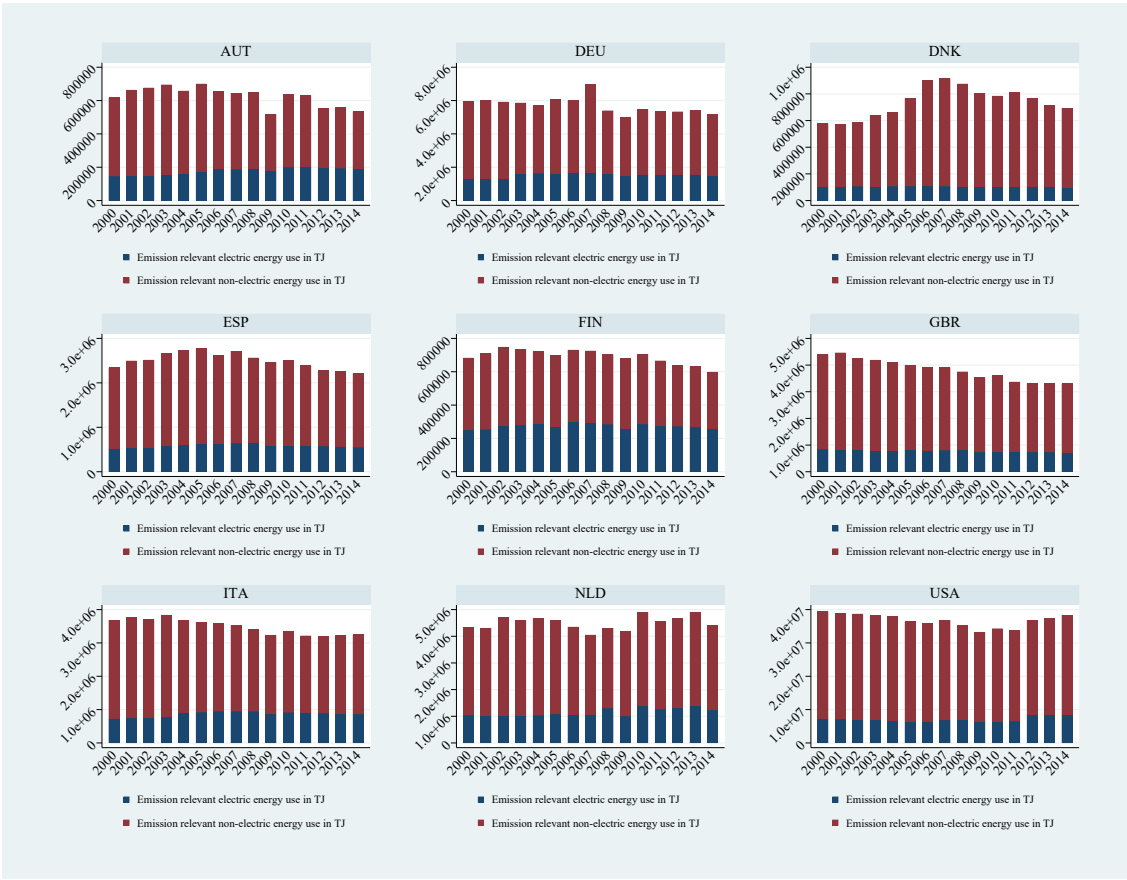 AUT
800000
600000
400000
200000
0
2000 2001 2002 2003 2004 2005 2006 2007 2008 2009 2010 2011 2012 2013 2014
Emission relevant electric energy use in TJ
Emission relevant non-electric energy use in TJ
DEU
8.0e+06
6.0e+06
4.0e+06
2.0e+06
0
2000 2001 2002 2003 2004 2005 2006 2007 2008 2009 2010 2011 2012 2013 2014
Emission relevant electric energy use in TJ
Emission relevant non-electric energy use in TJ
DNK
1.0e+06
800000
600000
400000
200000
0
2000 2001 2002 2003 2004 2005 2006 2007 2008 2009 2010 2011 2012 2013 2014
Emission relevant electric energy use in TJ
Emission relevant non-electric energy use in TJ
ESP
3.0e+06
2.0e+06
1.0e+06
0
2000 2001 2002 2003 2004 2005 2006 2007 2008 2009 2010 2011 2012 2013 2014
Emission relevant electric energy use in TJ
Emission relevant non-electric energy use in TJ
FIN
800000
600000
400000
200000
0
2000 2001 2002 2003 2004 2005 2006 2007 2008 2009 2010 2011 2012 2013 2014
Emission relevant electric energy use in TJ
Emission relevant non-electric energy use in TJ
GBR
5.0e+06
4.0e+06
3.0e+06
2.0e+06
1.0e+06
0
2000 2001 2002 2003 2004 2005 2006 2007 2008 2009 2010 2011 2012 2013 2014
Emission relevant electric energy use in TJ
Emission relevant non-electric energy use in TJ
ITA
4.0e+06
3.0e+06
2.0e+06
1.0e+06
0
2000 2001 2002 2003 2004 2005 2006 2007 2008 2009 2010 2011 2012 2013 2014
Emission relevant electric energy use in TJ
Emission relevant non-electric energy use in TJ
NLD
5.0e+06
4.0e+06
3.0e+06
2.0e+06
1.0e+06
0
2000 2001 2002 2003 2004 2005 2006 2007 2008 2009 2010 2011 2012 2013 2014
Emission relevant electric energy use in TJ
Emission relevant non-electric energy use in TJ
USA
4.0e+07
3.0e+07
2.0e+07
1.0e+07
0
2000 2001 2002 2003 2004 2005 2006 2007 2008 2009 2010 2011 2012 2013 2014
Emission relevant electric energy use in TJ
Emission relevant non-electric energy use in TJ